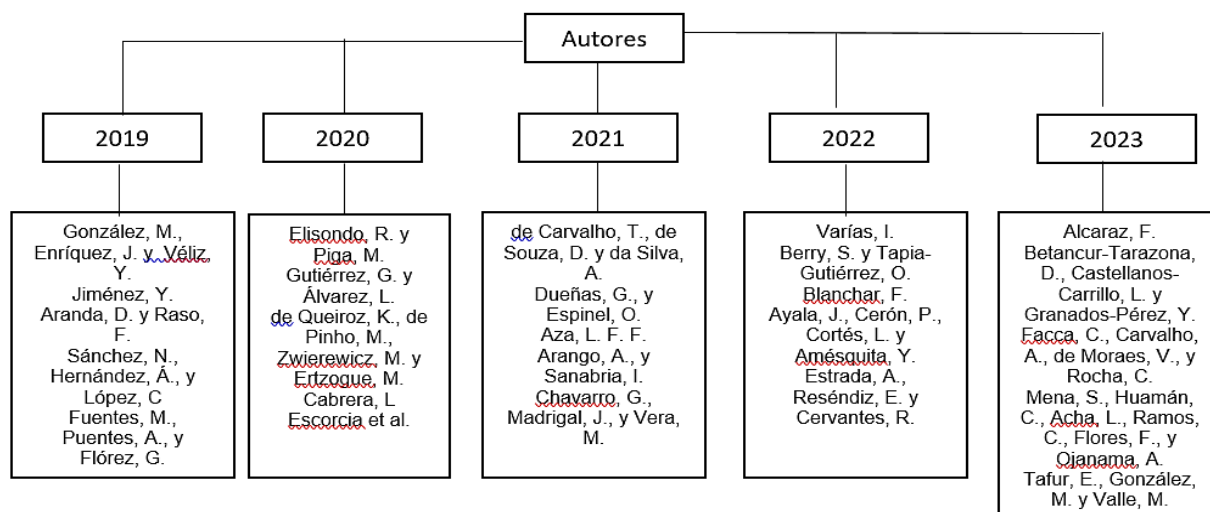 Autores
2019
2020
2021
2022
2023
González, M.,
Enríquez, J. y Véliz,
Y.
Jiménez, Y.
Aranda, D. y Raso,
F.
Sánchez, N.,
Hernández, Á., y
López, C
Fuentes, M.,
Puentes, A., y
Flórez, G.
Elisondo, R. y
Piga, M.
Gutiérrez, G. y
Álvarez, L.
de Queiroz, K., de
Pinho, M.,
Zwierewicz, M. y
Ertzogue, M.
Cabrera, L
Escorcia et al.
de Carvalho, T., de
Souza, D. y da Silva,
A.
Dueñas, G., y
Espinel, O.
Aza, L. F. F.
Arango, A., y
Sanabria, I.
Chavarro, G.,
Madrigal, J., y Vera,
M.
Varías, I.
Berry, S. y Tapia-
Gutiérrez, O.
Blanchar, F.
Ayala, J., Cerón, P.,
Cortés, L. y
Amésquita, Y.
Estrada, A.,
Reséndiz, E. y
Cervantes, R.
Alcaraz, F.
Betancur-Tarazona,
D., Castellanos-
Carrillo, L. y
Granados-Pérez, Y.
Facca, C., Carvalho,
A., de Moraes, V., y
Rocha, C.
Mena, S., Huamán,
C., Acha, L., Ramos,
C., Flores, F., y
Ojanama, A.
Tafur, E., González,
M. y Valle, M.